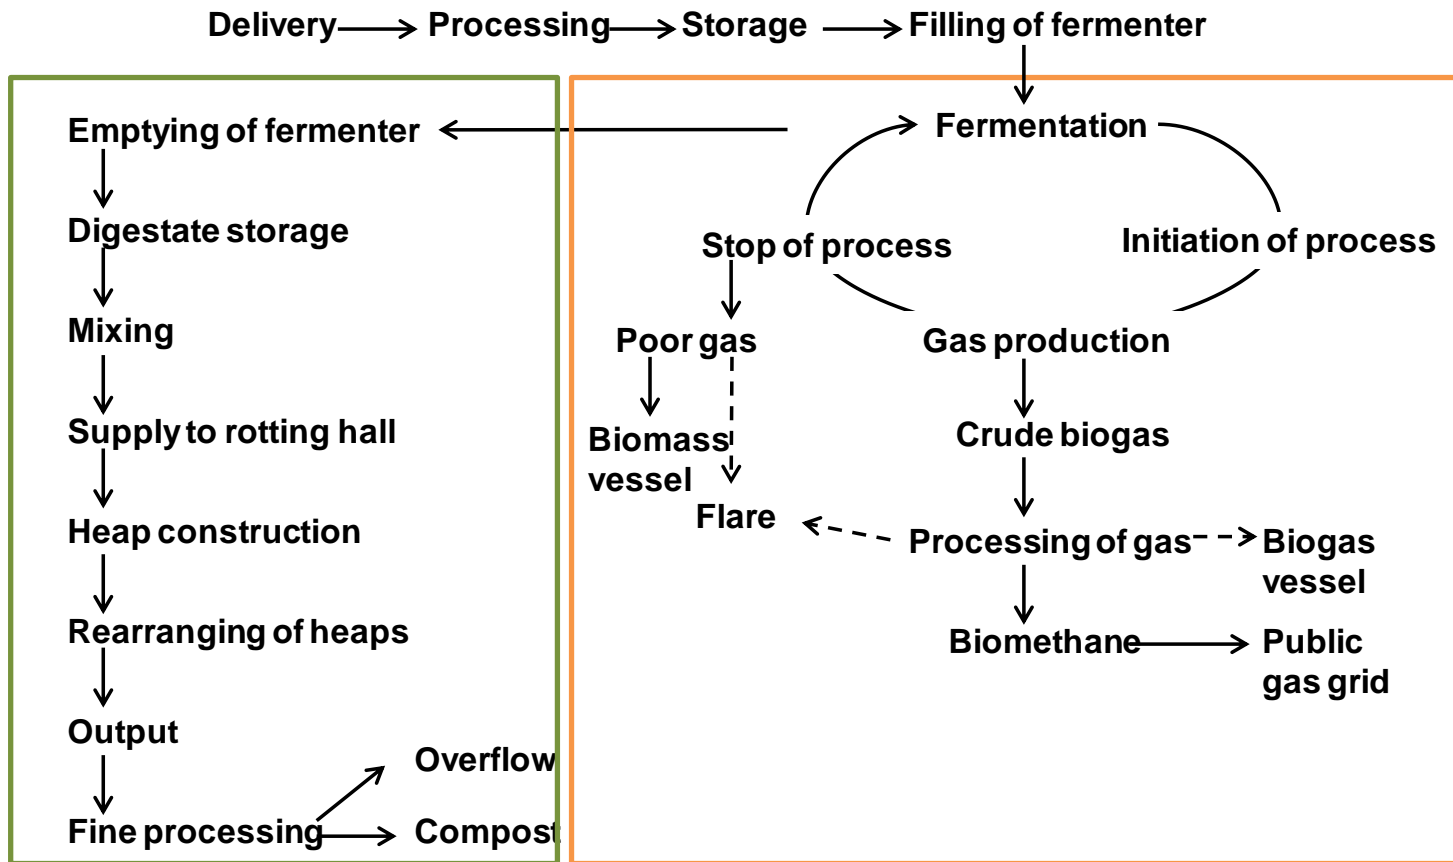 Delivery
Processing
Storage
Filling of fermenter
Emptying of fermenter
Digestate storage
Mixing
Supply to rotting hall
Heap construction
Rearranging of heaps
Output
Fine processing
Overflow
Compost
Fermentation
Initiation of process
Stop of process
Gas production
Poor gas
Biomass
vessel
Flare
Crude biogas
Processing of gas
Biogas
vessel
Biomethane
Public
gas grid